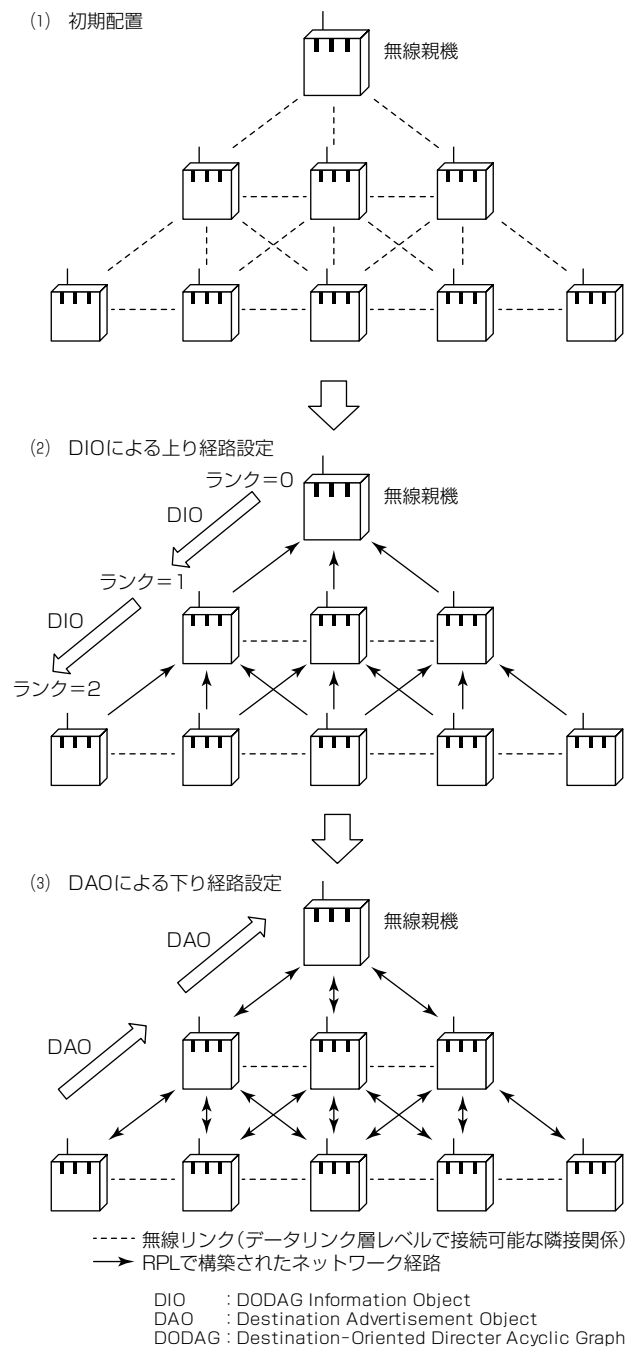 (1) 初期配置
無線親機
(2) DIOによる上り経路設定
ランク=0
無線親機
DIO
ランク=1
DIO
ランク=2
(3) DAOによる下り経路設定
無線親機
DAO
DAO
無線リンク(データリンク層レベルで接続可能な隣接関係)
RPLで構築されたネットワーク経路
DIO : DODAG Information Object
DAO : Destination Advertisement Object
DODAG : Destination-Oriented Directer Acyclic Graph